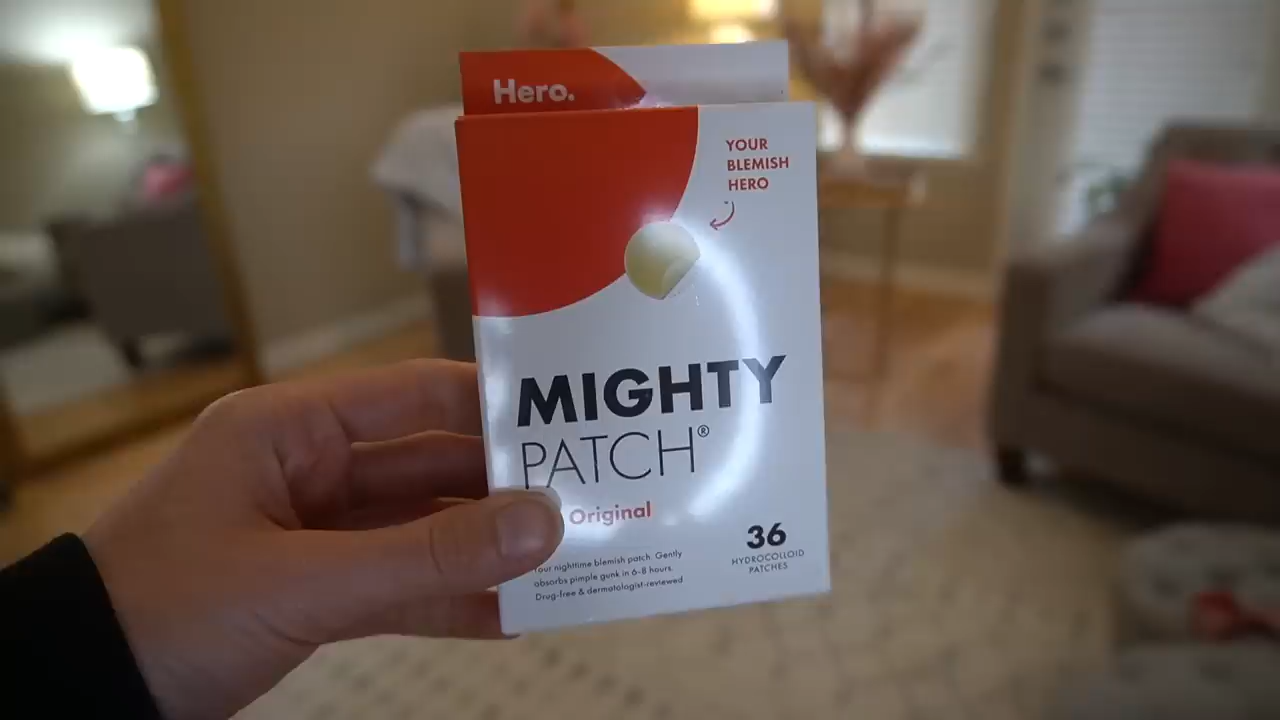 Hero.
YOUR
BLEMISH
HERO
MIGHTY
PATCH®
Original
Your nighttime blemish patch. Gently
absorbs pimple gunk in 6-8 hours.
Drug-free & dermatologist-reviewed
36
HYDROCOLLOID
PATCHES